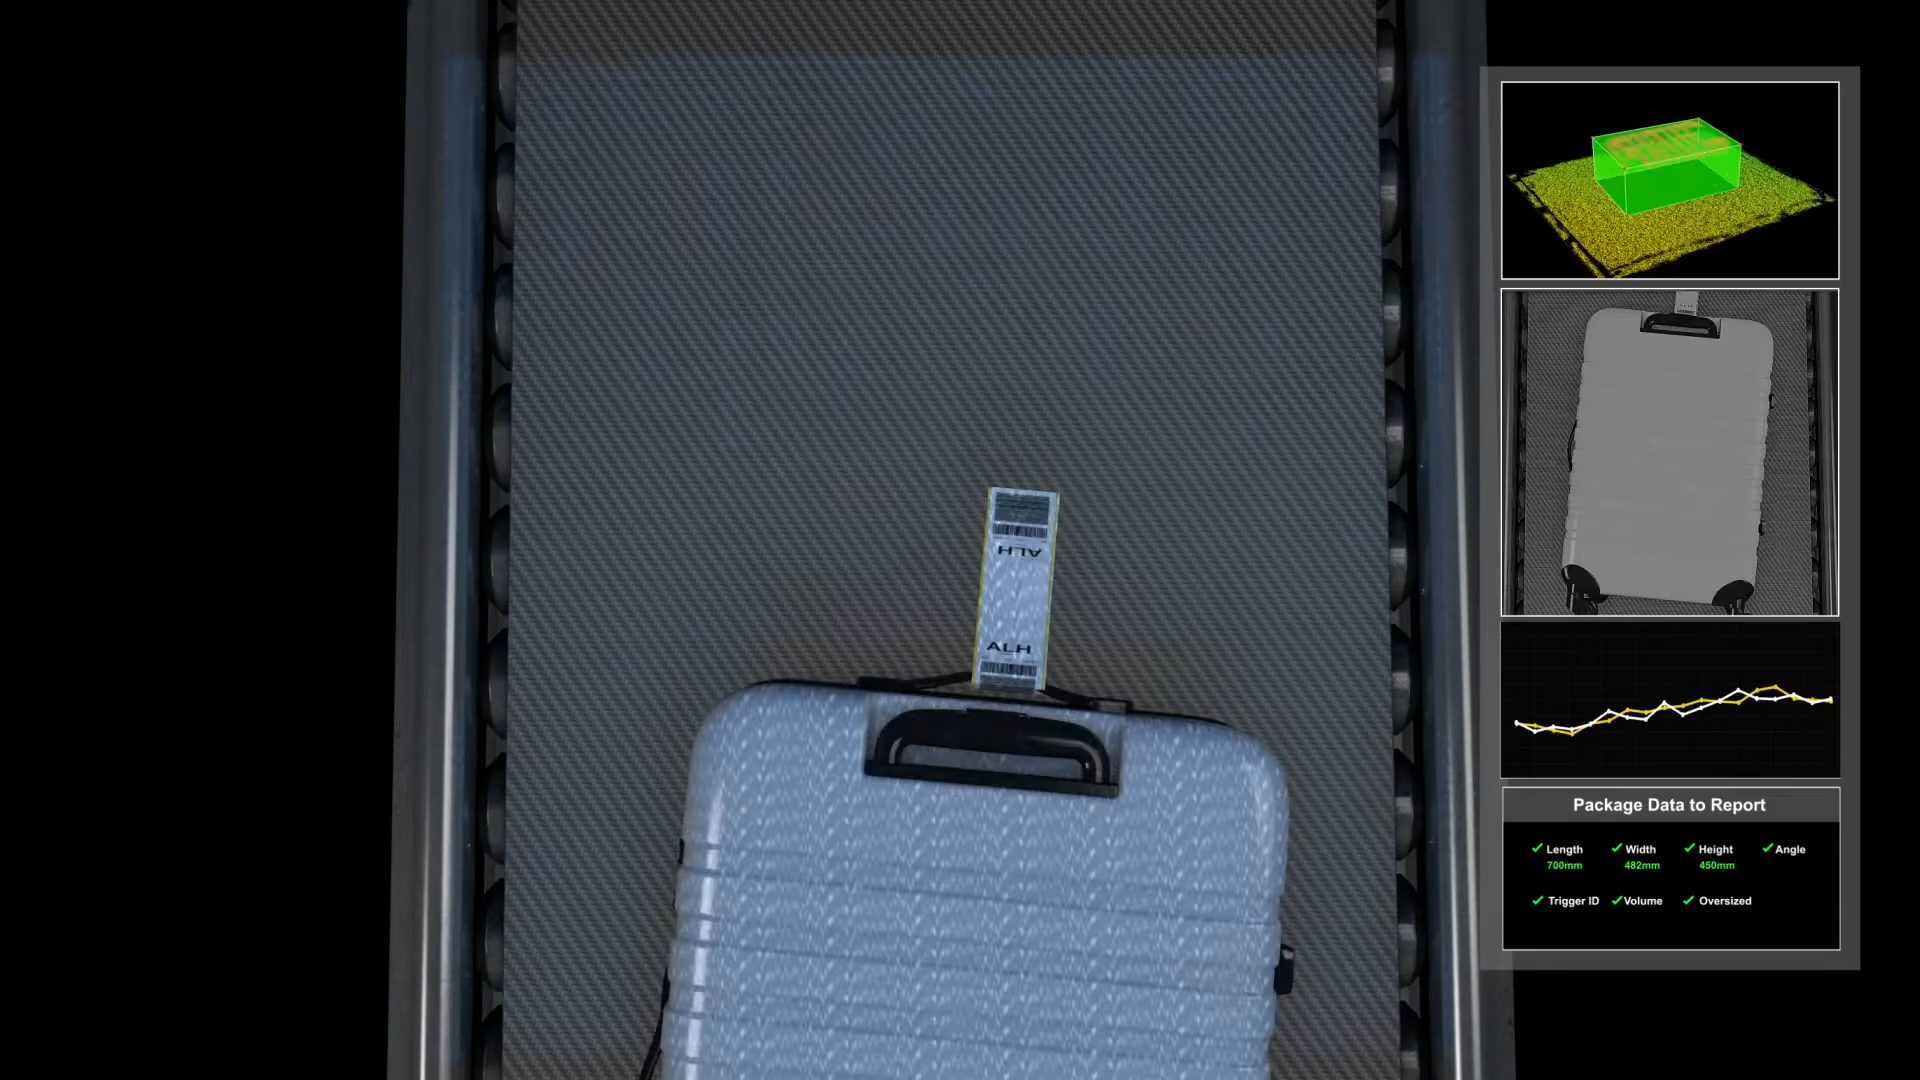 ALH
ALH
Package Data to Report
Length Width Height Angle
700mm 482mm 450mm
Trigger ID Volume Oversized